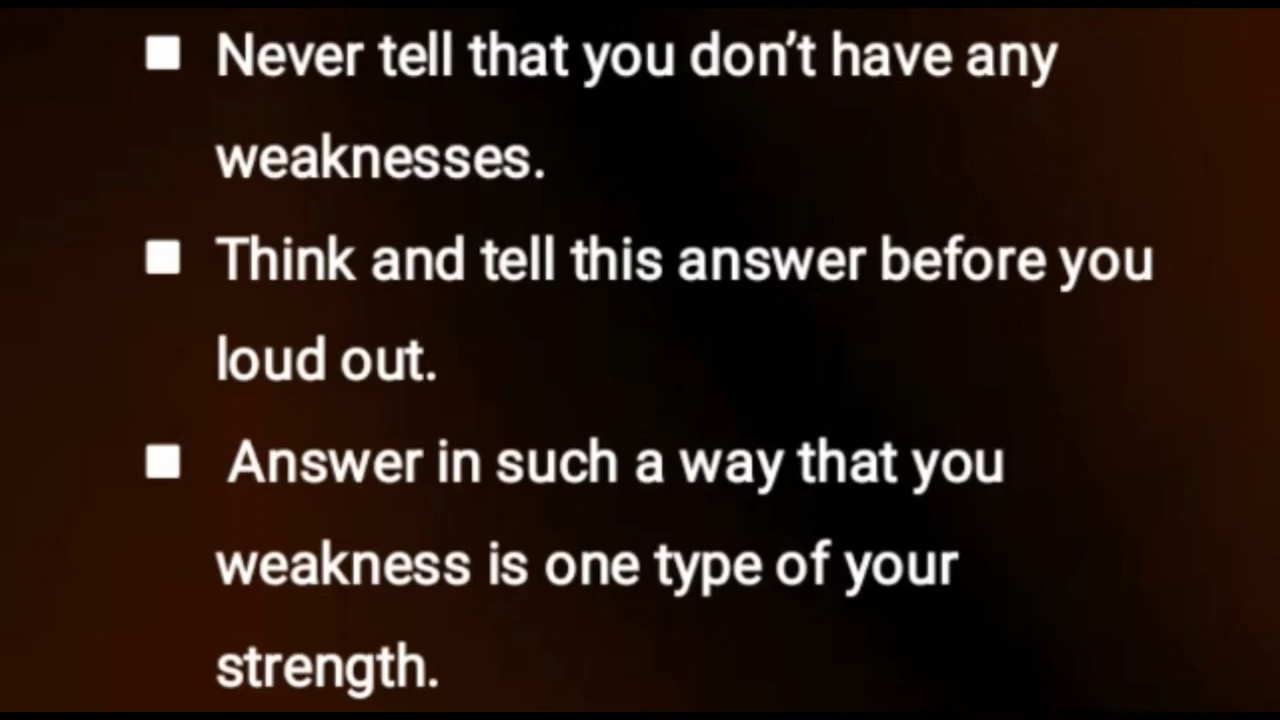 Never tell that you don't have any
weaknesses.
Think and tell this answer before you
loud out.
Answer in such a way that you
weakness is one type of your
strength.